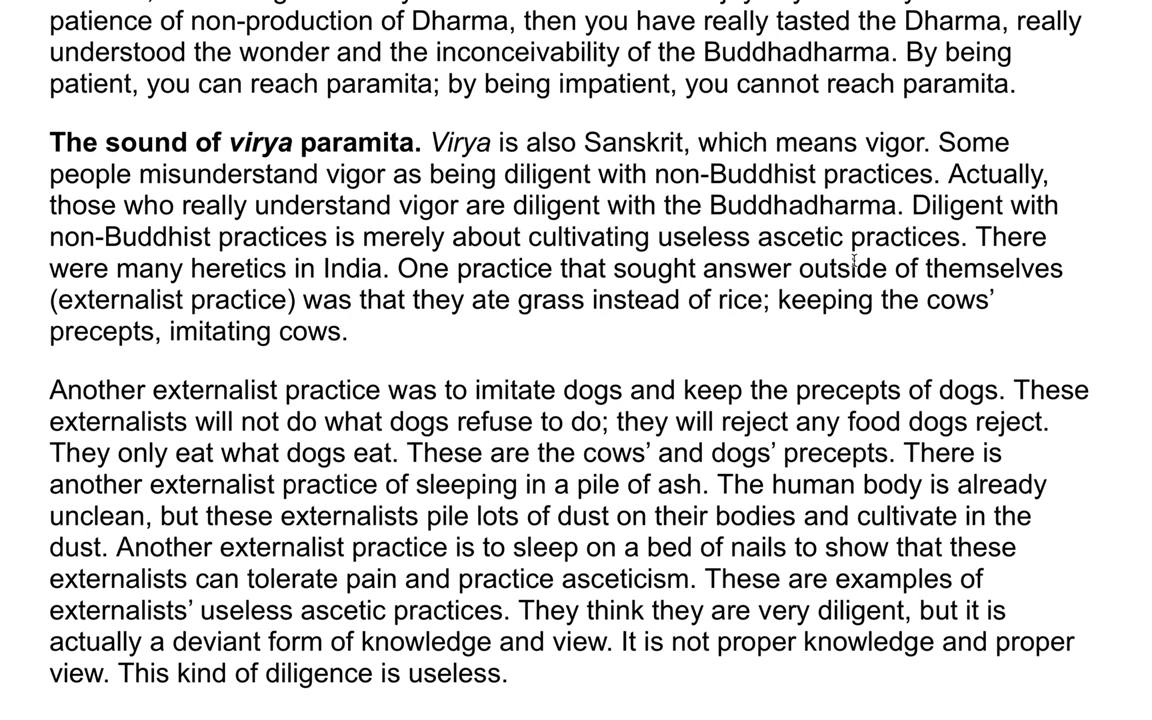 patience of non-production of Dharma, then you have really tasted the Dharma, really
understood the wonder and the inconceivability of the Buddhadharma. By being
patient, you can reach paramita; by being impatient, you cannot reach paramita.
The sound of virya paramita. Virya is also Sanskrit, which means vigor. Some
people misunderstand vigor as being diligent with non-Buddhist practices. Actually,
those who really understand vigor are diligent with the Buddhadharma. Diligent with
non-Buddhist practices is merely about cultivating useless ascetic practices. There
were many heretics in India. One practice that sought answer outside of themselves
(externalist practice) was that they ate grass instead of rice; keeping the cows’
precepts, imitating cows.
Another externalist practice was to imitate dogs and keep the precepts of dogs. These
externalists will not do what dogs refuse to do; they will reject any food dogs reject.
They only eat what dogs eat. These are the cows’ and dogs’ precepts. There is
another externalist practice of sleeping in a pile of ash. The human body is already
unclean, but these externalists pile lots of dust on their bodies and cultivate in the
dust. Another externalist practice is to sleep on a bed of nails to show that these
externalists can tolerate pain and practice asceticism. These are examples of
externalists’ useless ascetic practices. They think they are very diligent, but it is
actually a deviant form of knowledge and view. It is not proper knowledge and proper
view. This kind of diligence is useless.